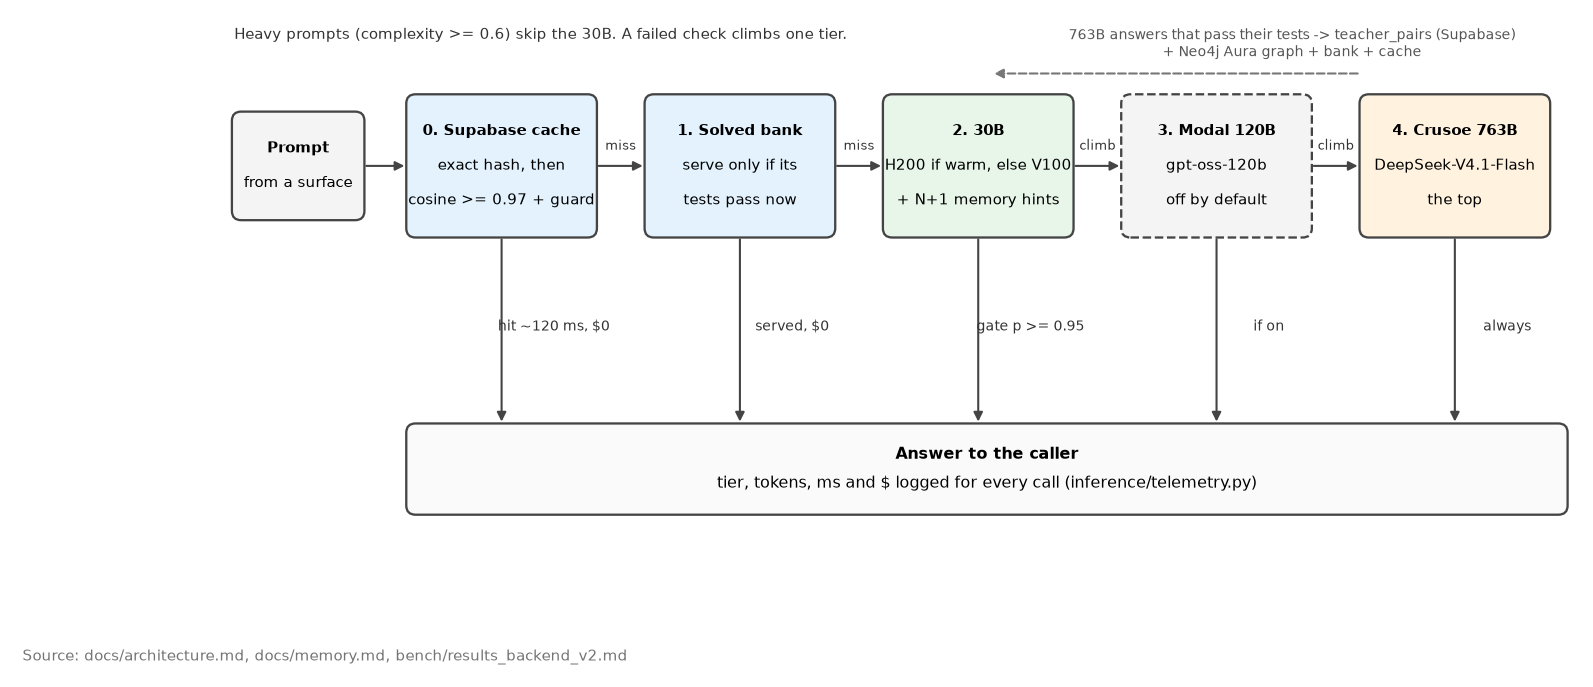 Heavy prompts (complexity >= 0.6) skip the 30B. A failed check climbs one tier.
763B answers that pass their tests -> teacher_pairs (Supabase)
+ Neo4j Aura graph + bank + cache
Prompt
from a surface
0. Supabase cache
exact hash, then
cosine >= 0.97 + guard
miss
1. Solved bank
serve only if its
tests pass now
miss
2. 30B
H200 if warm, else V100
+ N+1 memory hints
climb
3. Modal 120B
gpt-oss-120b
off by default
climb
4. Crusoe 763B
DeepSeek-V4.1-Flash
the top
hit ~120 ms, $0
served, $0
gate p >= 0.95
if on
always
Answer to the caller
tier, tokens, ms and $ logged for every call (inference/telemetry.py)
Source: docs/architecture.md, docs/memory.md, bench/results_backend_v2.md